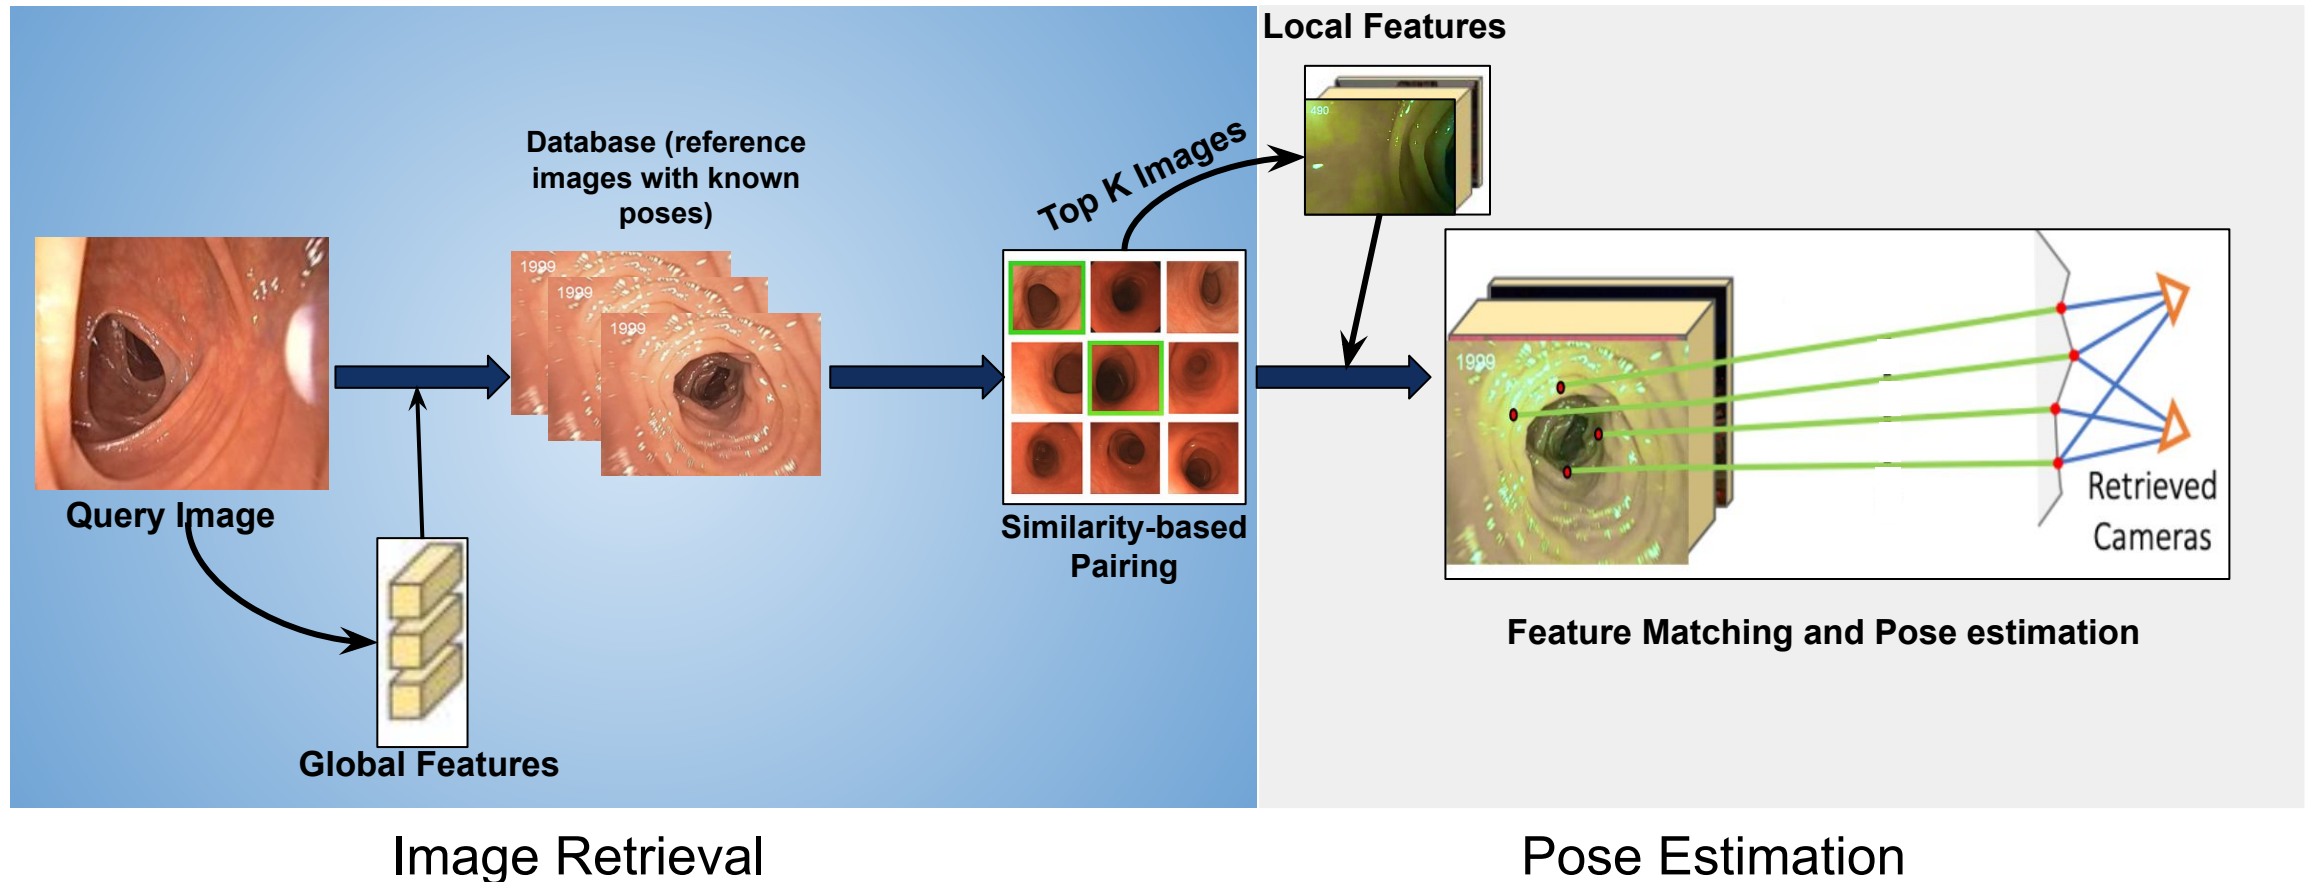 Local Features
490
Top K Images
Database (reference
images with known
poses)
1999
1999
1999
1999
Query Image
Similarity-based
Pairing
Retrieved
Cameras
Feature Matching and Pose estimation
Global Features
Image Retrieval
Pose Estimation